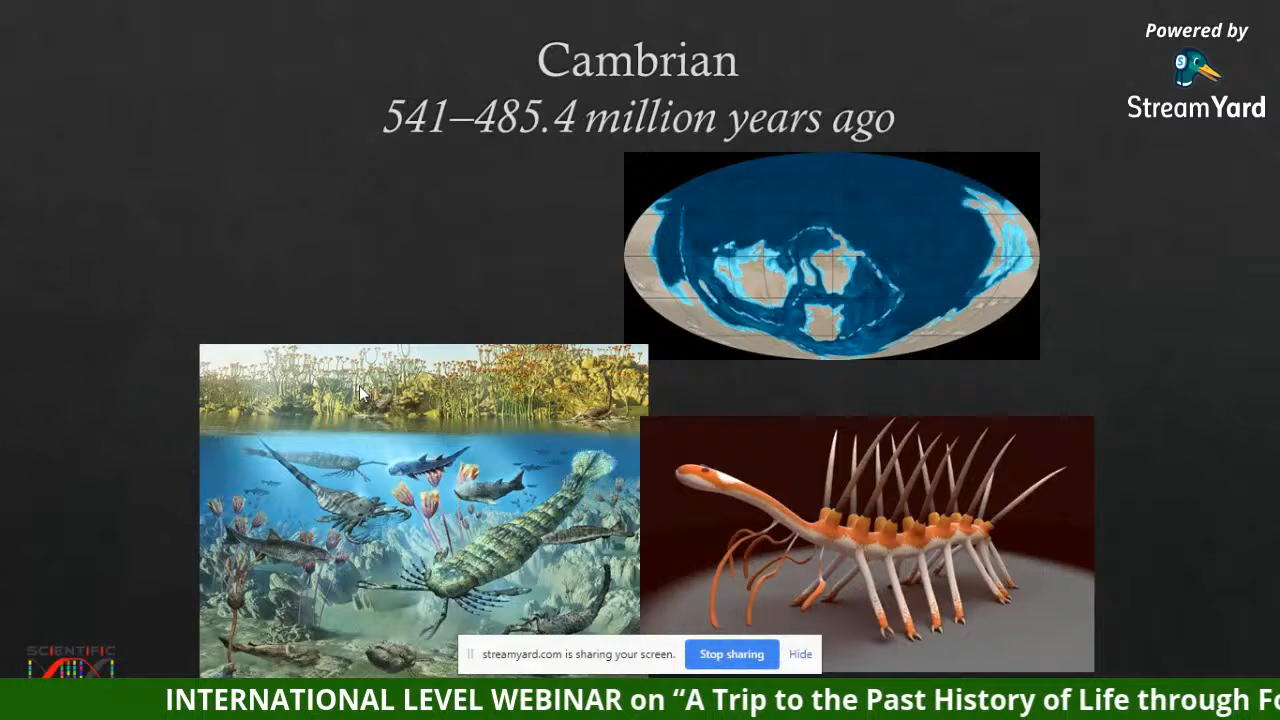 Cambrian
541–485.4 million years ago
Powered by
StreamYard
SCIENTIFIC
streamyard.com is sharing your screen.
Stop sharing
Hide
INTERNATIONAL LEVEL WEBINAR on “A Trip to the Past History of Life through